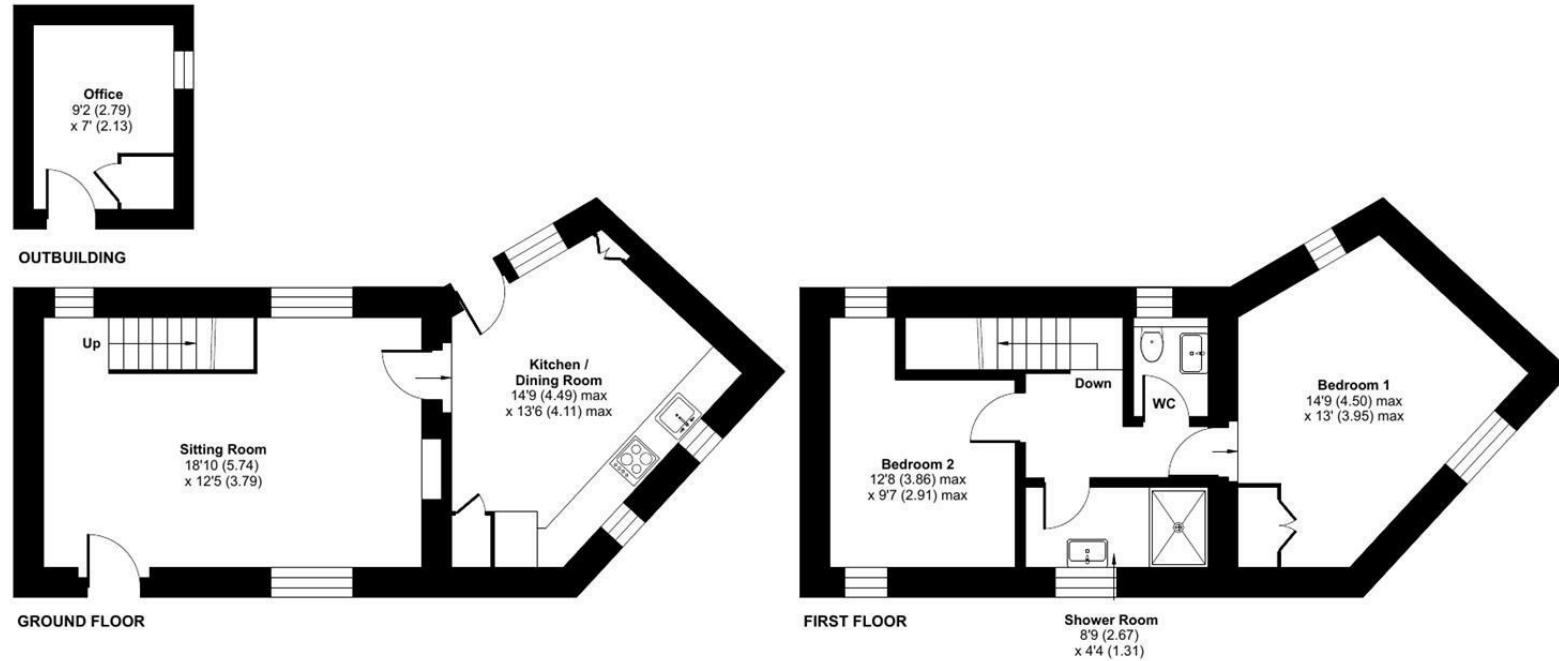 Office
9'2 (2.79)
x 7' (2.13)
OUTBUILDING
Up
Sitting Room
18'10 (5.74)
x 12'5 (3.79)
Kitchen /
Dining Room
14'9 (4.49) max
x 13'6 (4.11) max
GROUND FLOOR
Down
WC
Bedroom 1
14'9 (4.50) max
x 13' (3.95) max
Bedroom 2
12'8 (3.86) max
x 9'7 (2.91) max
FIRST FLOOR
Shower Room
8'9 (2.67)
x 4'4 (1.31)